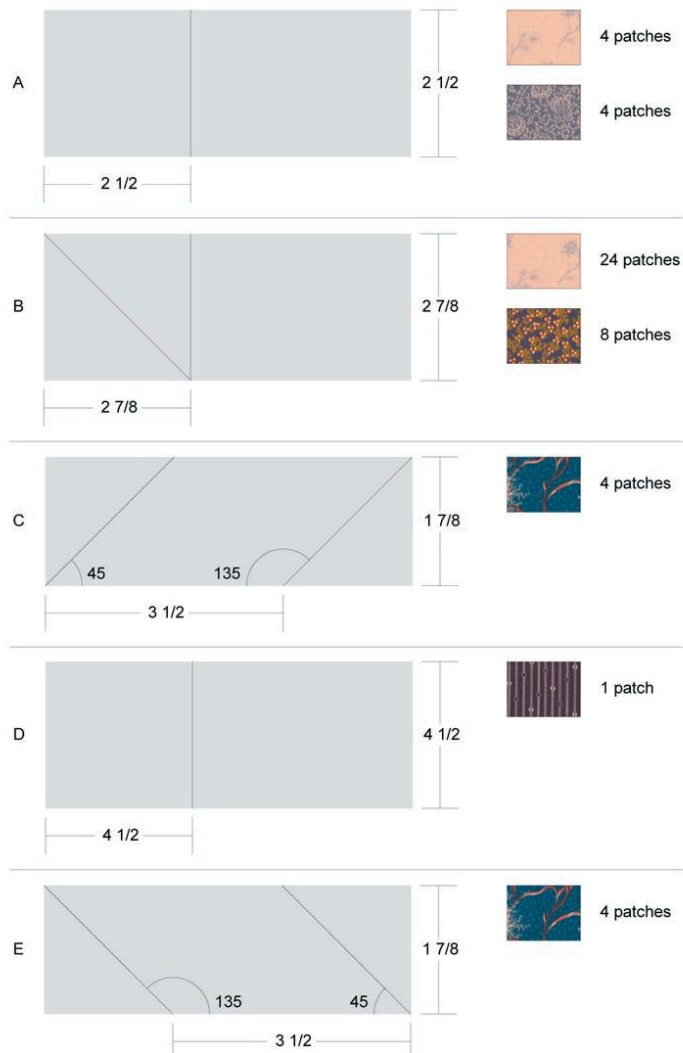 4 patches
A
2 1/2
4 patches
2 1/2
24 patches
B
2 7/8
8 patches
2 7/8
4 patches
C
1 7/8
45
135
3 1/2
1 patch
D
4 1/2
4 1/2
4 patches
E
1 7/8
135
45
3 1/2